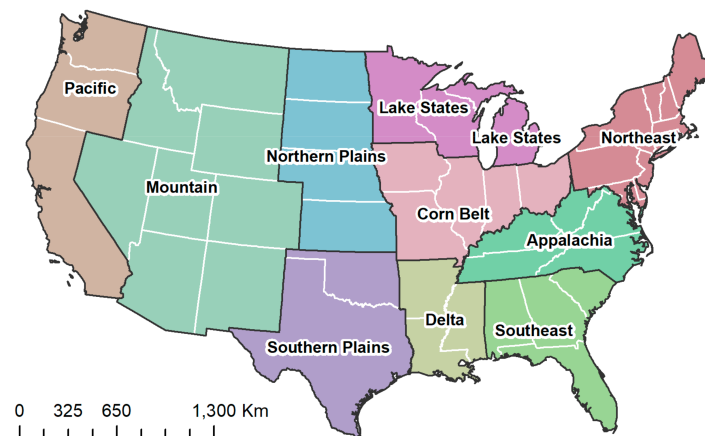 Pacific
Lake States
Lake States
Northeast
Northern Plains
Mountain
Corn Belt
Appalachia
Delta
Southeast
Southern Plains
0 325 650 1,300 Km